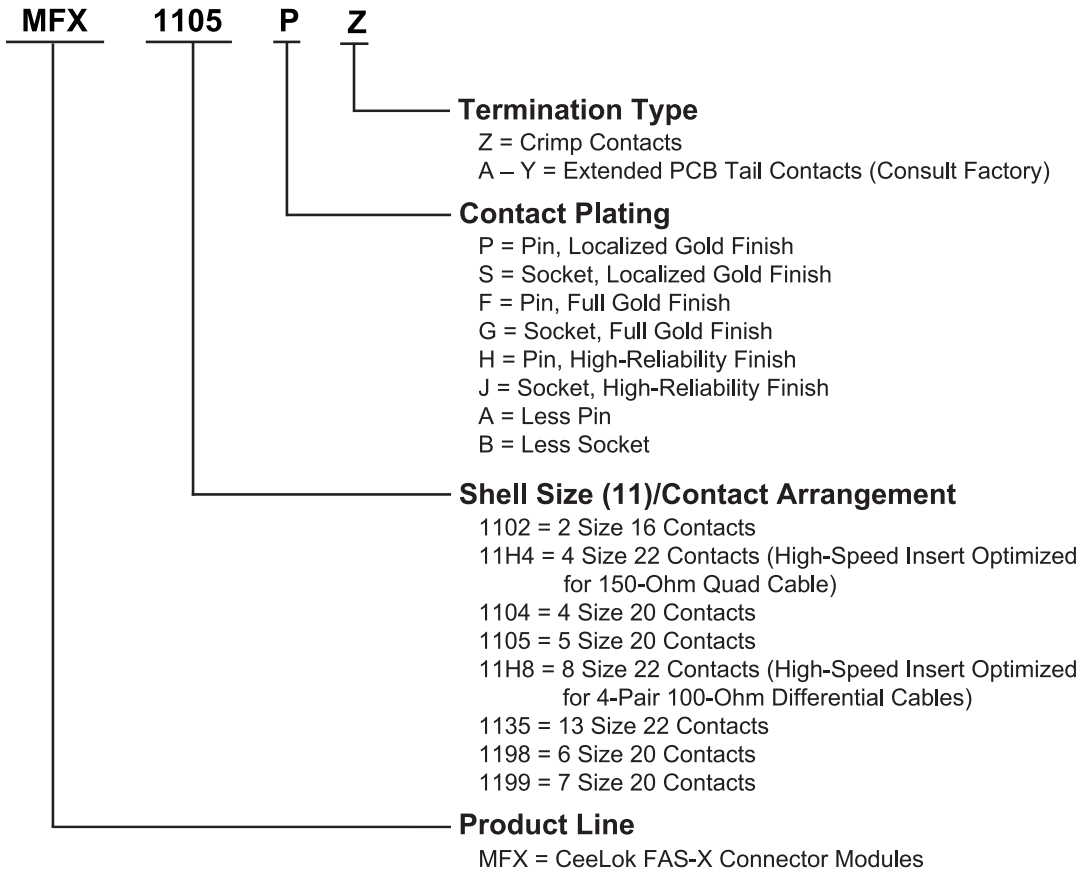 MFX 1105 P Z
Termination Type
Z = Crimp Contacts
A – Y = Extended PCB Tail Contacts (Consult Factory)
Contact Plating
P = Pin, Localized Gold Finish
S = Socket, Localized Gold Finish
F = Pin, Full Gold Finish
G = Socket, Full Gold Finish
H = Pin, High-Reliability Finish
J = Socket, High-Reliability Finish
A = Less Pin
B = Less Socket
Shell Size (11)/Contact Arrangement
1102 = 2 Size 16 Contacts
11H4 = 4 Size 22 Contacts (High-Speed Insert Optimized
for 150-Ohm Quad Cable)
1104 = 4 Size 20 Contacts
1105 = 5 Size 20 Contacts
11H8 = 8 Size 22 Contacts (High-Speed Insert Optimized
for 4-Pair 100-Ohm Differential Cables)
1135 = 13 Size 22 Contacts
1198 = 6 Size 20 Contacts
1199 = 7 Size 20 Contacts
Product Line
MFX = CeeLok FAS-X Connector Modules